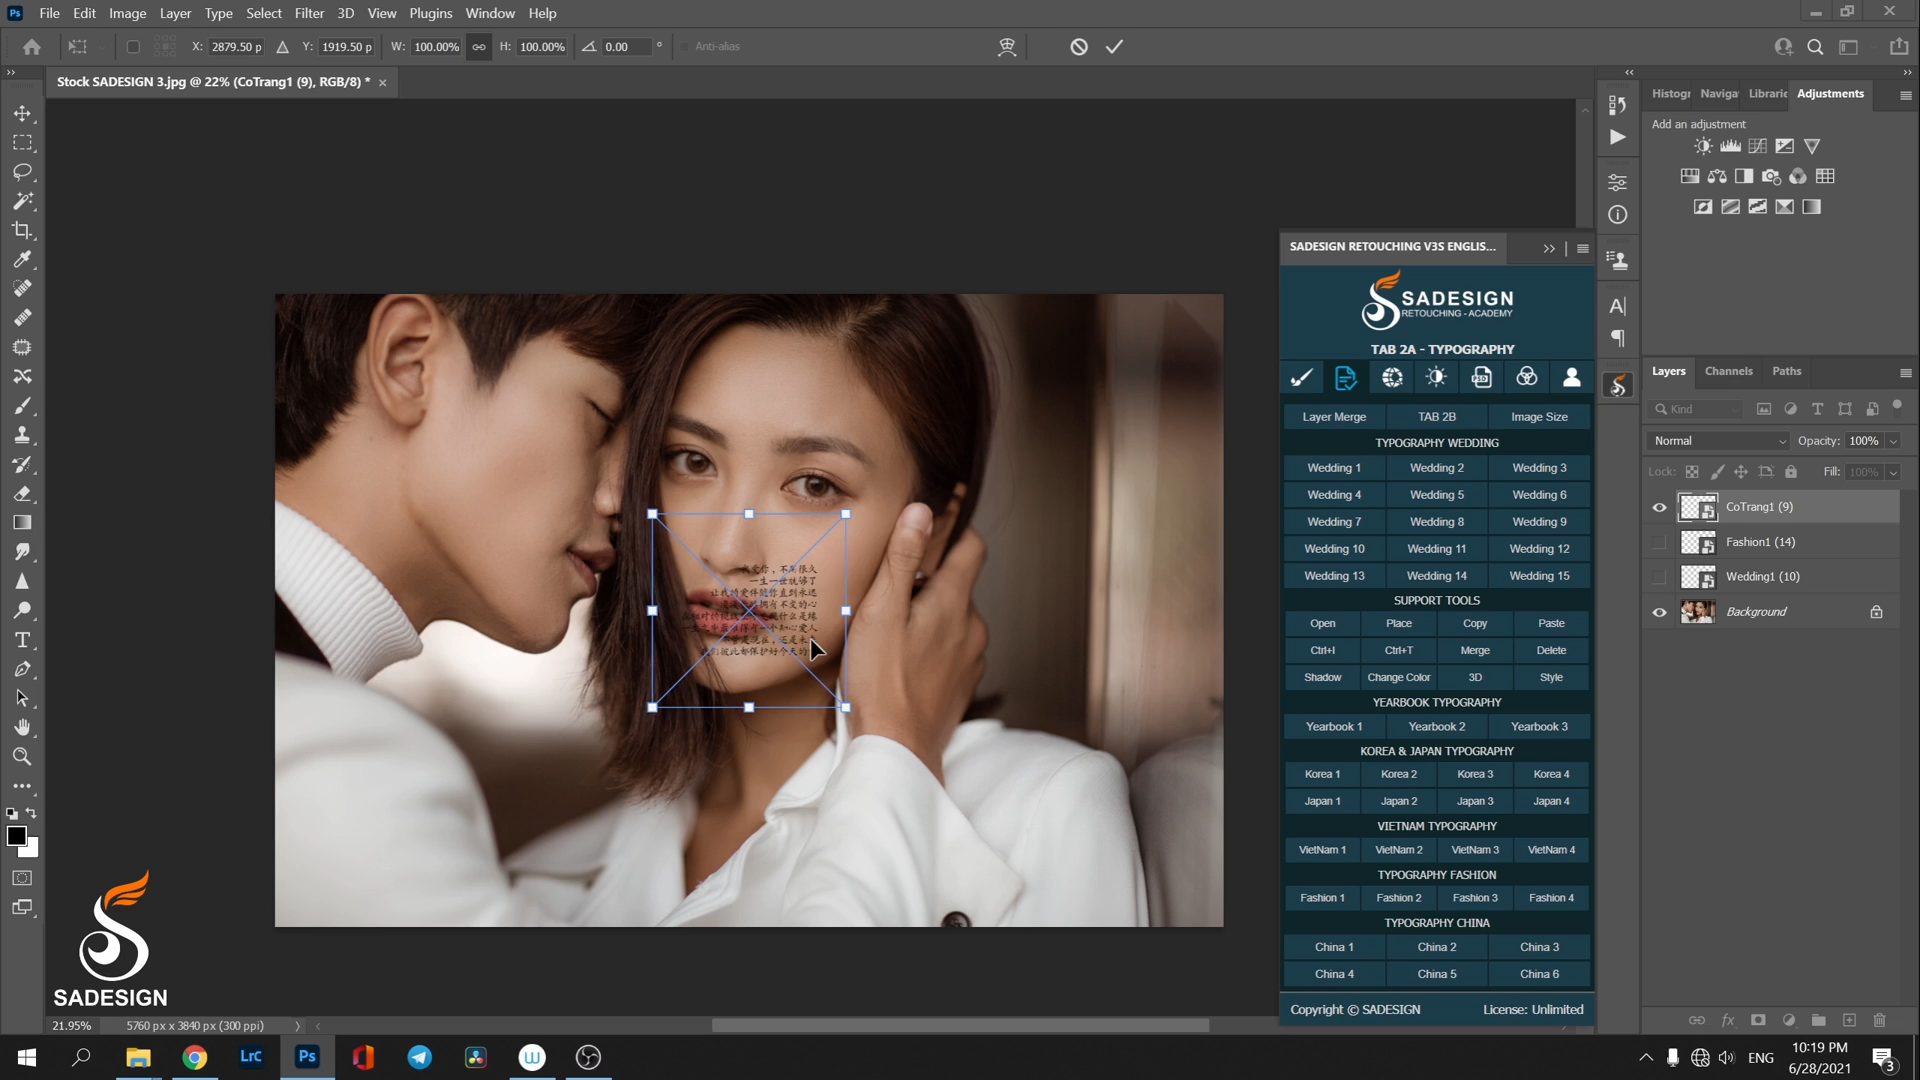 File Edit Image Layer Type Select Filter 3D View Plugins Window Help
X: 2879.50 p Y: 1919.50 p W: 100.00% H: 100.00% 0.00 ° Anti-alias
Stock SADESIGN 3.jpg @ 22% (CoTrang1 (9), RGB/8) * ×
Histogr Naviga Librarie Adjustments
Add an adjustment
SADESIGN RETOUCHING V3S ENGLIS...
SADESIGN
RETOUCHING - ACADEMY
TAB 2A - TYPOGRAPHY
Layer Merge TAB 2B Image Size
TYPOGRAPHY WEDDING
Wedding 1 Wedding 2 Wedding 3
Wedding 4 Wedding 5 Wedding 6
Wedding 7 Wedding 8 Wedding 9
Wedding 10 Wedding 11 Wedding 12
Wedding 13 Wedding 14 Wedding 15
SUPPORT TOOLS
Open Place Copy Paste
Ctrl+I Ctrl+T Merge Delete
Shadow Change Color 3D Style
YEARBOOK TYPOGRAPHY
Yearbook 1 Yearbook 2 Yearbook 3
KOREA & JAPAN TYPOGRAPHY
Korea 1 Korea 2 Korea 3 Korea 4
Japan 1 Japan 2 Japan 3 Japan 4
VIETNAM TYPOGRAPHY
VietNam 1 VietNam 2 VietNam 3 VietNam 4
TYPOGRAPHY FASHION
Fashion 1 Fashion 2 Fashion 3 Fashion 4
TYPOGRAPHY CHINA
China 1 China 2 China 3
China 4 China 5 China 6
Copyright © SADESIGN License: Unlimited
Layers Channels Paths
Kind
Normal Opacity: 100%
Lock: Fill: 100%
CoTrang1 (9)
Fashion1 (14)
Wedding1 (10)
Background
一生一世就够了
SADESIGN
21.95% 5760 px x 3840 px (300 ppi)
LrC Ps ENG 10:19 PM
6/28/2021 3